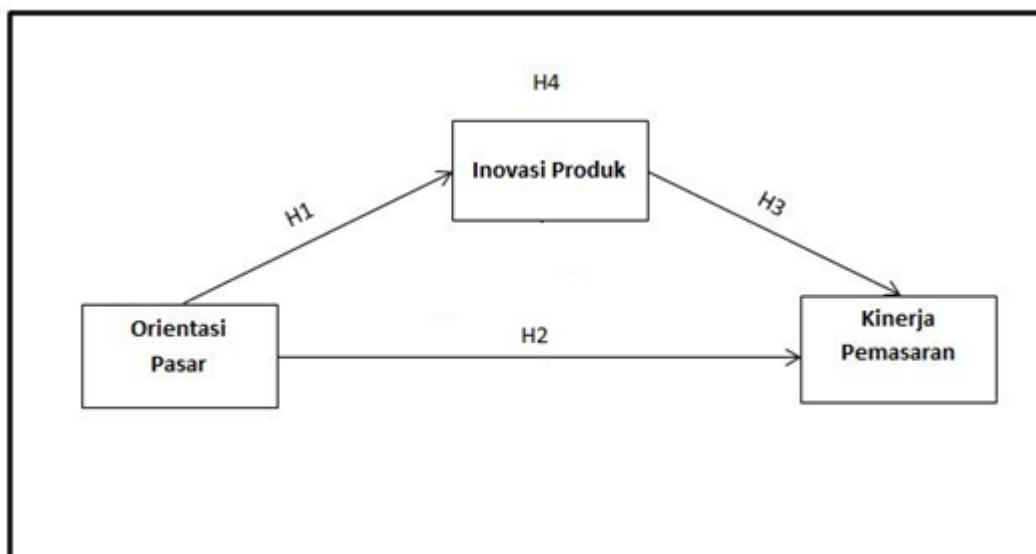 H4
Inovasi Produk
H1
H3
Orientasi
Pasar
H2
Kinerja
Pemasaran